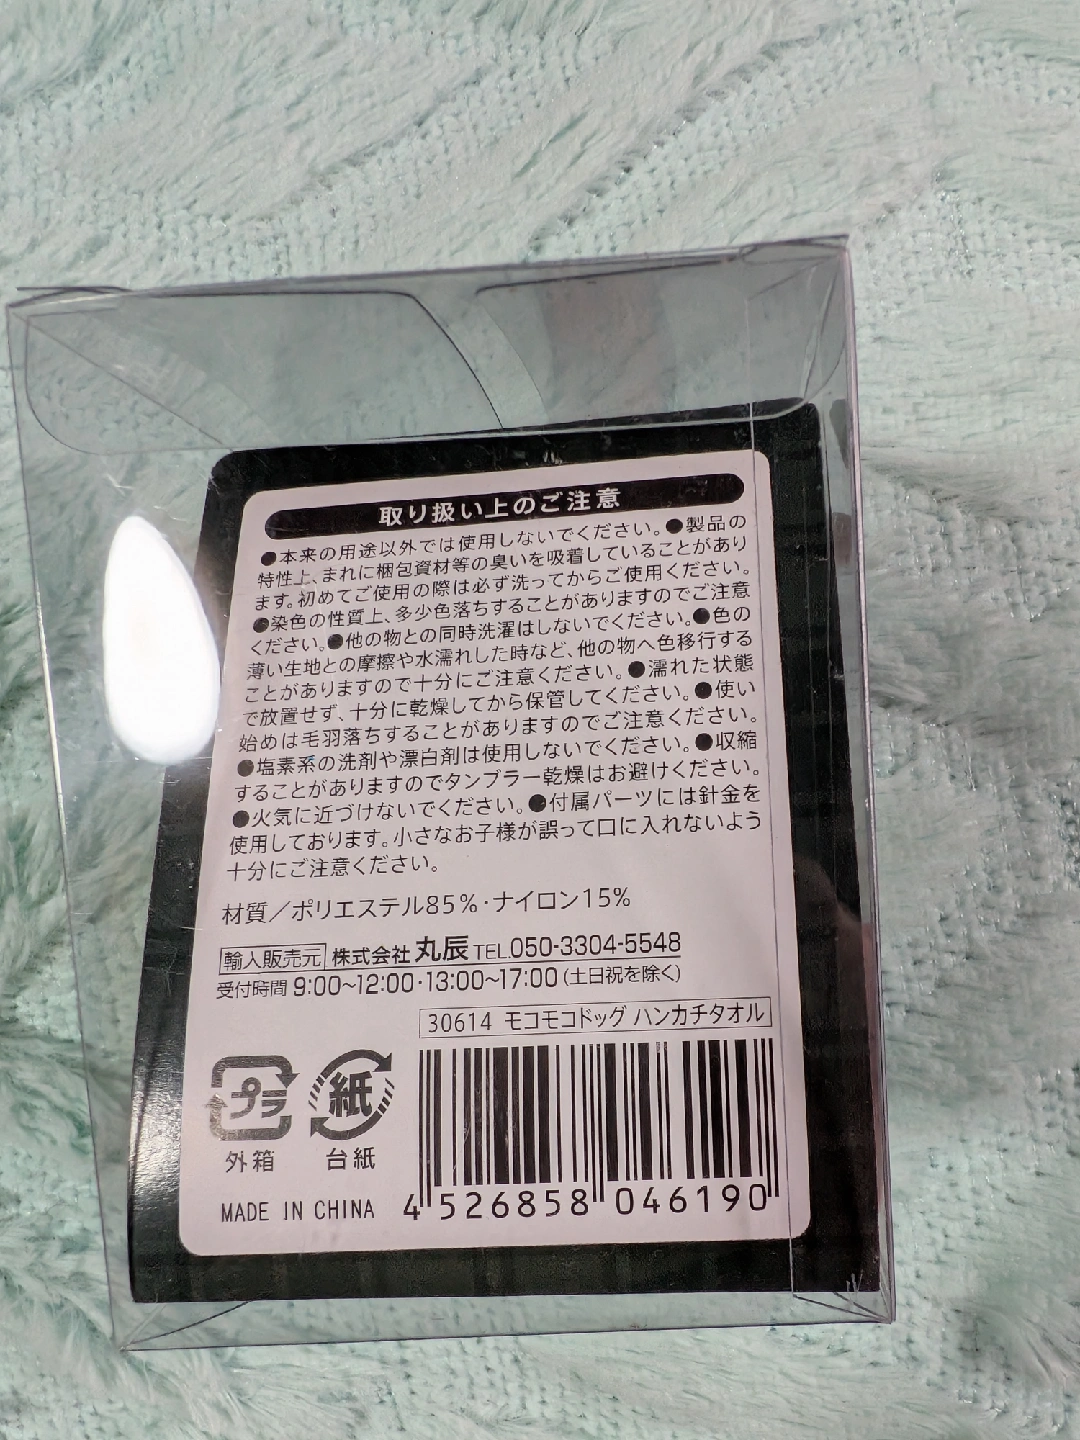 取り扱い上のご注意
●本来の用途以外では使用しないでください。●製品の
特性上、まれに梱包資材等の臭いを吸着していることがあり
ます。初めてご使用の際は必ず洗ってからご使用ください。
●染色の性質上、多少色落ちすることがありますのでご注意
ください。●他の物との同時洗濯はしないでください。●色の
薄い生地との摩擦や水濡れした時など、他の物へ色移行する
ことがありますので十分にご注意ください。●濡れた状態
で放置せず、十分に乾燥してから保管してください。●使い
始めは毛羽落ちすることがありますのでご注意ください。
●塩素系の洗剤や漂白剤は使用しないでください。●収縮
することがありますのでタンブラー乾燥はお避けください。
●火気に近づけないでください。●付属パーツには針金を
使用しております。小さなお子様が誤って口に入れないよう
十分にご注意ください。
材質／ポリエステル85%・ナイロン15%
輸入販売元 株式会社 丸辰 TEL.050-3304-5548
受付時間 9:00~12:00・13:00~17:00(土日祝を除く)
30614 モコモコドッグ ハンカチタオル
プラ 紙
外箱 台紙
MADE IN CHINA
4 526858 046190